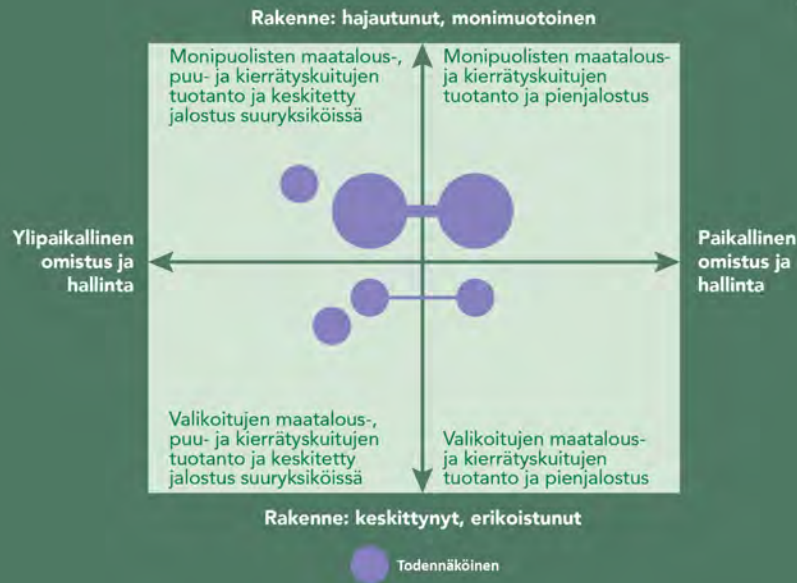 Rakenne: hajautunut, monimuotoinen
Monipuolisten maatalous-,
puu- ja kierrätyskuitujen
tuotanto ja keskitetty
jalostus suuryksiköissä
Monipuolisten maatalous-
ja kierrätyskuitujen
tuotanto ja pienjalostus
Ylipaikallinen
omistus ja
hallinta
Paikallinen
omistus ja
hallinta
Valikoitujen maatalous-,
puu- ja kierrätyskuitujen
tuotanto ja keskitetty
jalostus suuryksiköissä
Valikoitujen maatalous-
ja kierrätyskuitujen
tuotanto ja pienjalostus
Rakenne: keskittynyt, erikoistunut
Todennäköinen